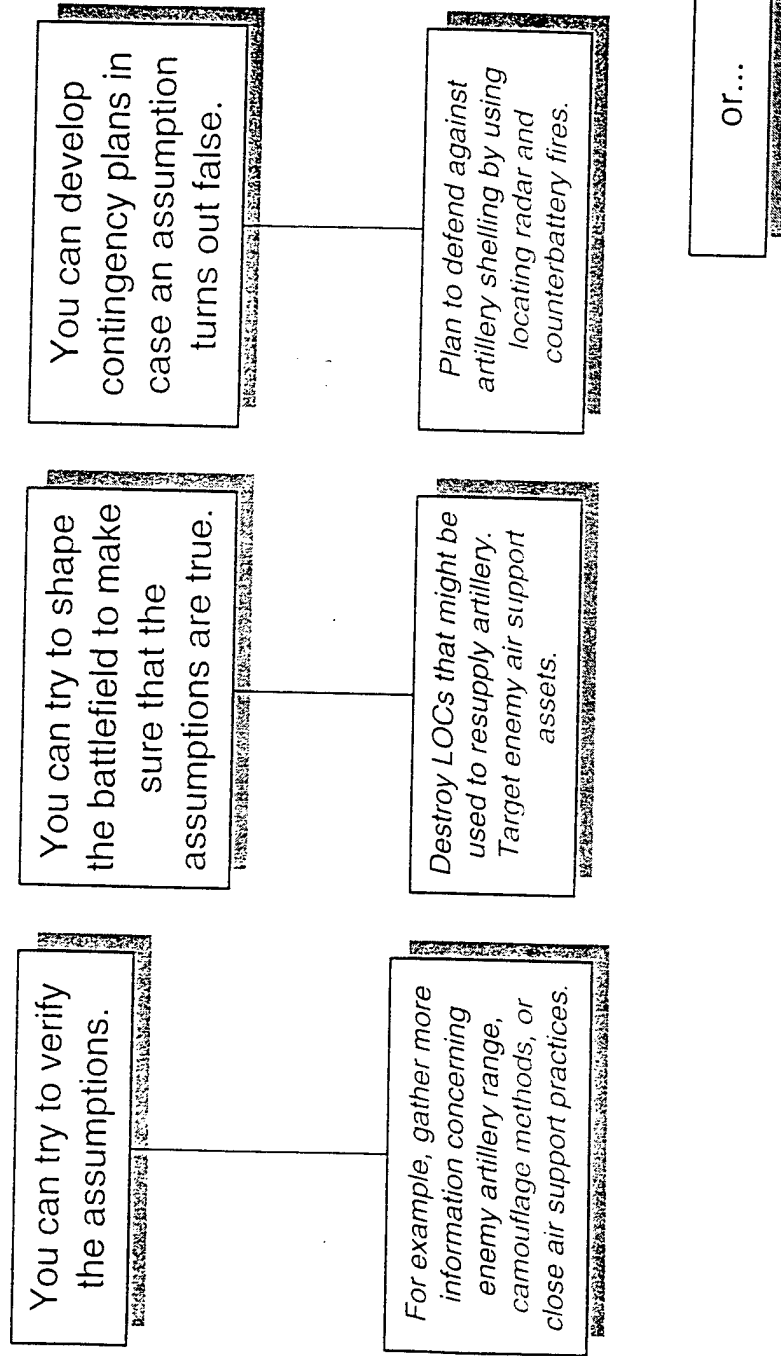 You can try to verify
the assumptions.
For example, gather more
information concerning
enemy artillery range,
camouflage methods, or
close air support practices.
You can try to shape
the battlefield to make
sure that the
assumptions are true.
Destroy LOCs that might be
used to resupply artillery.
Target enemy air support
assets.
You can develop
contingency plans in
case an assumption
turns out false.
Plan to defend against
artillery shelling by using
locating radar and
counterbattery fires.
or...